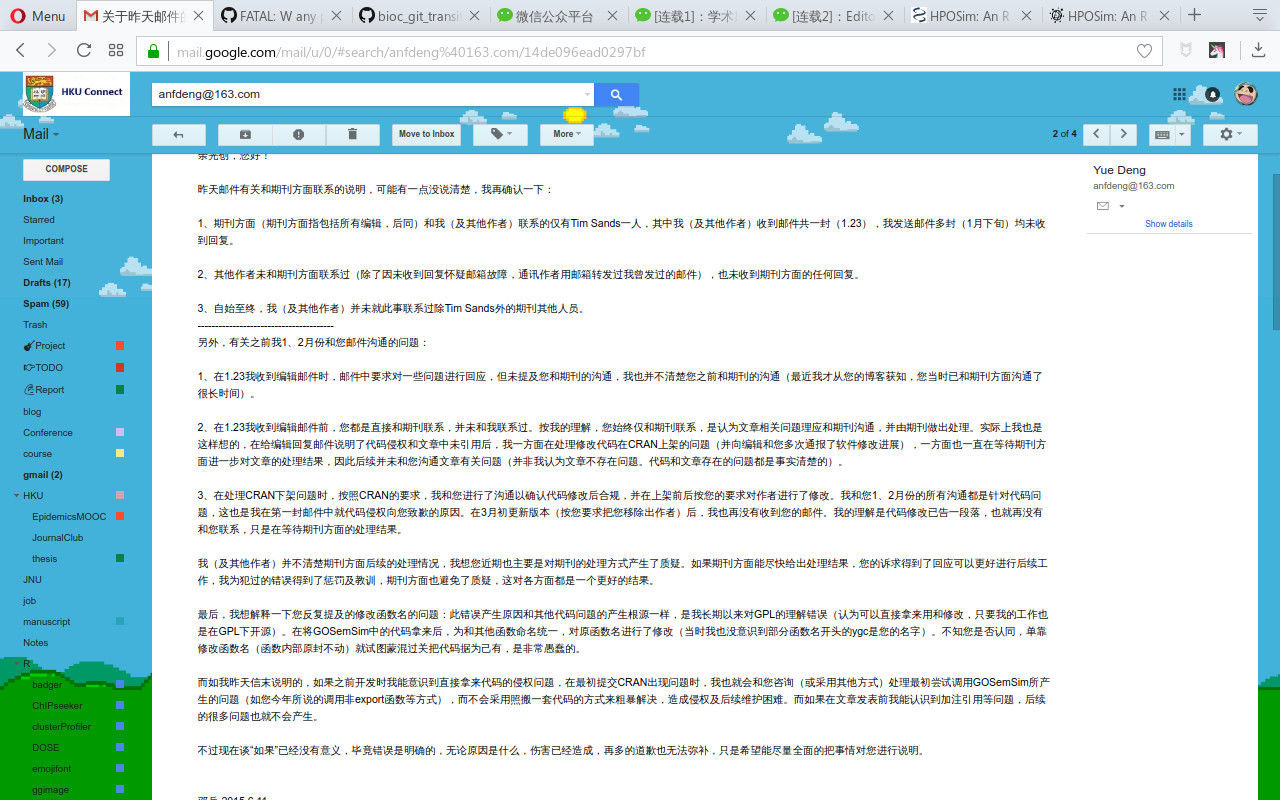 Menu
关于昨天邮件的
FATAL: W any
bioc_git_transi
微信公众平台
[连载1]：学术
[连载2]：Edito
HPOSim: An R
HPOSim: An R
mail.google.com/mail/u/0/#search/anfdeng%40163.com/14de096ead0297bf
HKU Connect
anfdeng@163.com
Mail
Move to Inbox
More
2 of 4
COMPOSE
Inbox (3)
Starred
Important
Sent Mail
Drafts (17)
Spam (59)
Trash
Project
TODO
Report
blog
Conference
course
gmail (2)
HKU
EpidemicsMOOC
JournalClub
thesis
JNU
job
manuscript
Notes
R
badger
ChIPseeker
clusterProfiler
DOSE
emojifont
ggimage
余光创，您好！
昨天邮件有关和期刊方面联系的说明，可能有一点没说清楚，我再确认一下：
1、期刊方面（期刊方面指包括所有编辑，后同）和我（及其他作者）联系的仅有Tim Sands一人，其中我（及其他作者）收到邮件共一封（1.23），我发送邮件多封（1月下旬）均未收
到回复。
2、其他作者未和期刊方面联系过（除了因未收到回复怀疑邮箱故障，通讯作者用邮箱转发过我曾发过的邮件），也未收到期刊方面的任何回复。
3、自始至终，我（及其他作者）并未就此事联系过除Tim Sands外的期刊其他人员。
---------------------------------------
另外，有关之前我1、2月份和您邮件沟通的问题：
1、在1.23我收到编辑邮件时，邮件中要求对一些问题进行回应，但未提及您和期刊的沟通，我也并不清楚您之前和期刊的沟通（最近我才从您的博客获知，您当时已和期刊方面沟通了
很长时间）。
2、在1.23我收到编辑邮件前，您都是直接和期刊联系，并未和我联系过。按我的理解，您始终仅和期刊联系，是认为文章相关问题理应和期刊沟通，并由期刊做出处理。实际上我也是
这样想的，在给编辑回复邮件说明了代码侵权和文章中未引用后，我一方面在处理修改代码在CRAN上架的问题（并向编辑和您多次通报了软件修改进展），一方面也一直在等待期刊方
面进一步对文章的处理结果，因此后续并未和您沟通文章有关问题（并非我认为文章不存在问题。代码和文章存在的问题都是事实清楚的）。
3、在处理CRAN下架问题时，按照CRAN的要求，我和您进行了沟通以确认代码修改后合规，并在上架前后按您的要求对作者进行了修改。我和您1、2月份的所有沟通都是针对代码问
题，这也是我在第一封邮件中就代码侵权向您致歉的原因。在3月初更新版本（按您要求把您移除出作者）后，我也再没有收到您的邮件。我的理解是代码修改已告一段落，也就再没有
和您联系，只是在等待期刊方面的处理结果。
我（及其他作者）并不清楚期刊方面后续的处理情况，我想您近期也主要是对期刊的处理方式产生了质疑。如果期刊方面能尽快给出处理结果，您的诉求得到了回应可以更好进行后续工
作，我为犯过的错误得到了惩罚及教训，期刊方面也避免了质疑，这对各方面都是一个更好的结果。
最后，我想解释一下您反复提及的修改函数名的问题：此错误产生原因和其他代码问题的产生根源一样，是我长期以来对GPL的理解错误（认为可以直接拿来用和修改，只要我的工作也
是在GPL下开源）。在将GOSemSim中的代码拿来后，为和其他函数命名统一，对原函数名进行了修改（当时我也没意识到部分函数名开头的ygc是您的名字）。不知您是否认同，单靠
修改函数名（函数内部原封不动）就试图蒙混过关把代码据为己有，是非常愚蠢的。
而如我昨天信末说明的，如果之前开发时我能意识到直接拿来代码的侵权问题，在最初提交CRAN出现问题时，我也就会和您咨询（或采用其他方式）处理最初尝试调用GOSemSim所产
生的问题（如您今年所说的调用非export函数等方式），而不会采用照搬一套代码的方式来粗暴解决，造成侵权及后续维护困难。而如果在文章发表前我能认识到加注引用等问题，后续
的很多问题也就不会产生。
不过现在谈“如果”已经没有意义，毕竟错误是明确的，无论原因是什么，伤害已经造成，再多的道歉也无法弥补，只是希望能尽量全面的把事情对您进行说明。
邓岳 2015.6.11
Yue Deng
anfdeng@163.com
Show details